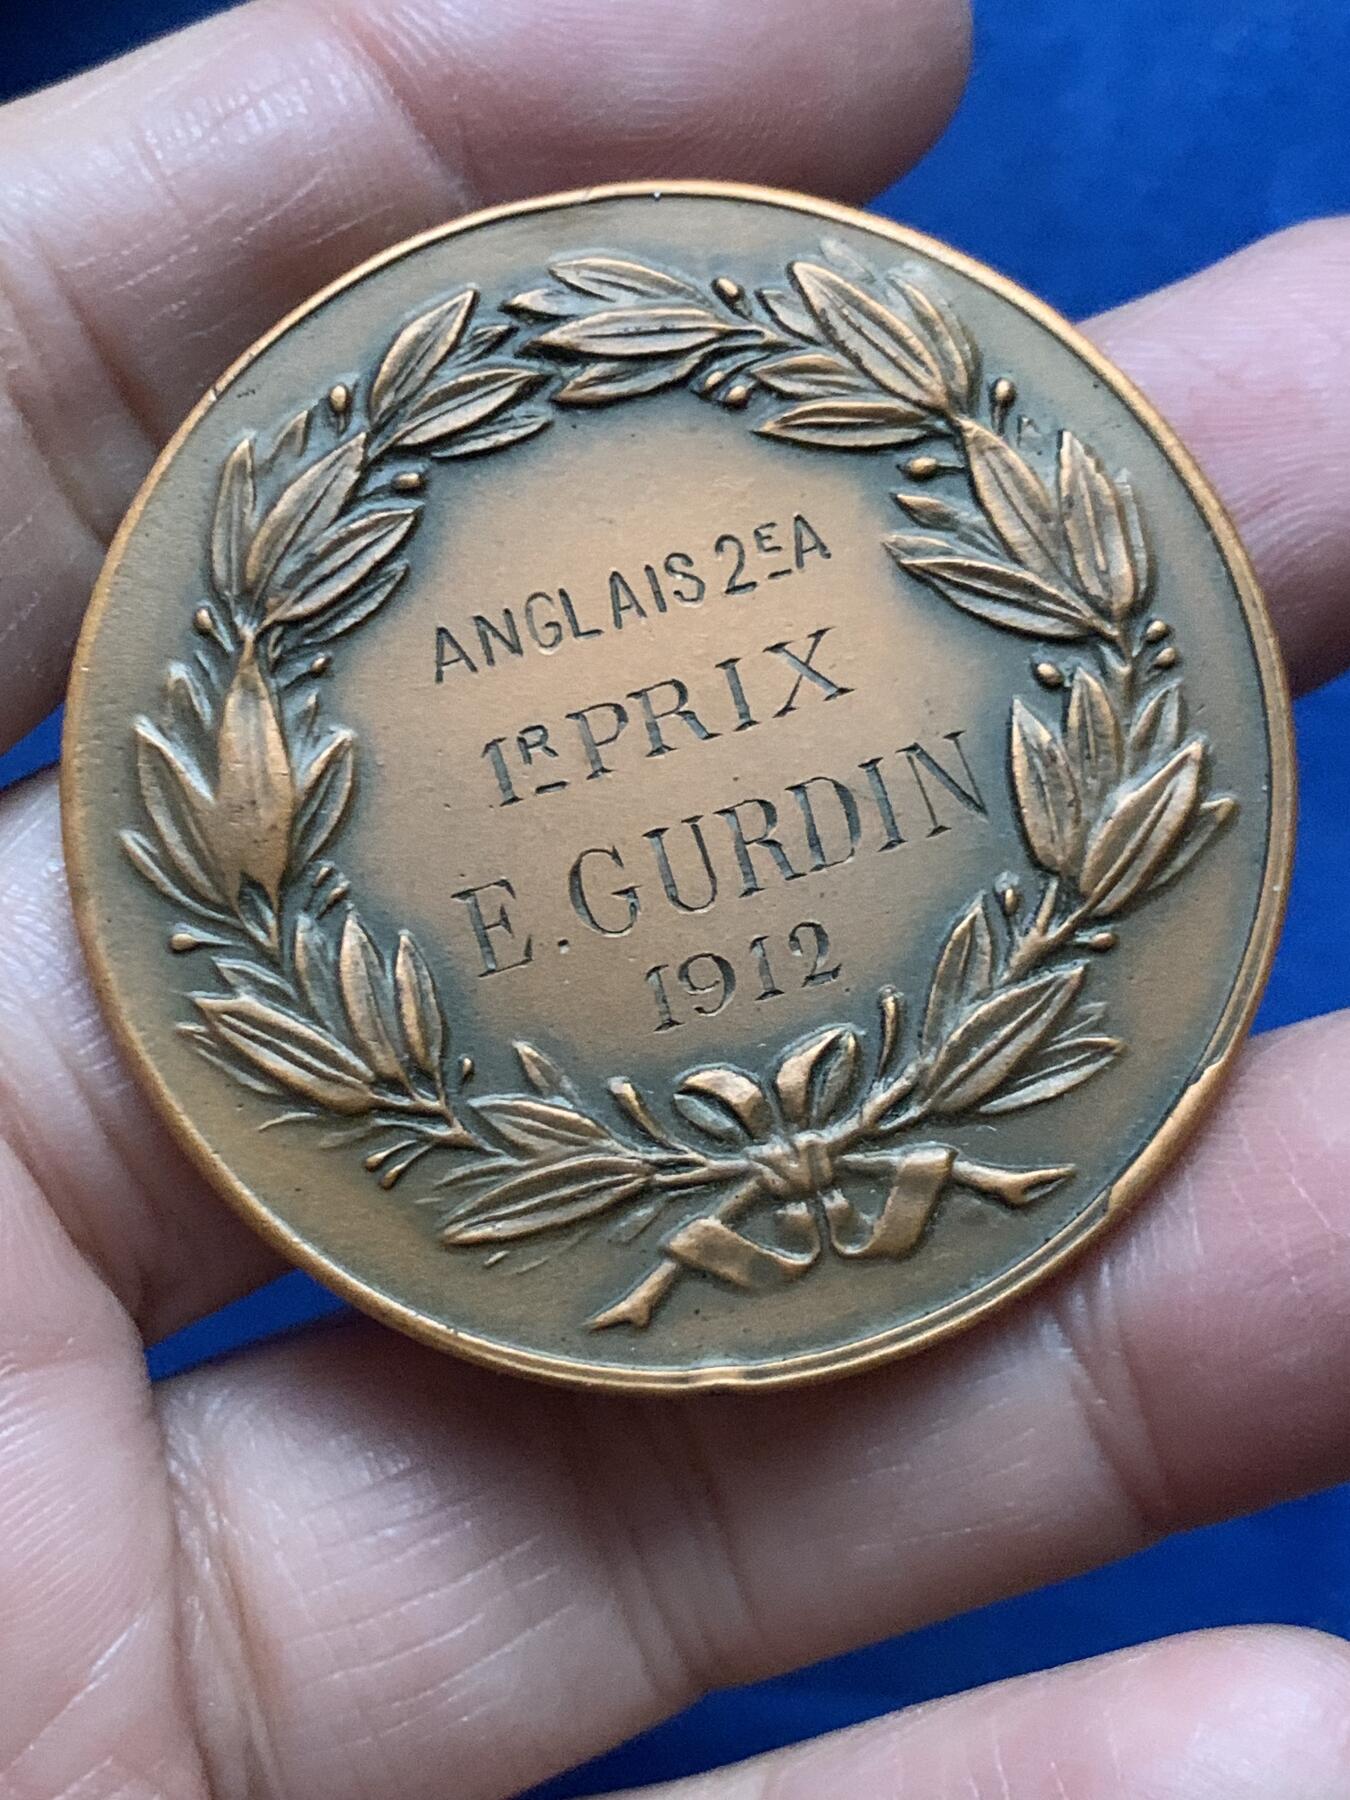 ANGLAIS 2E A
1R PRIX
E. GURDIN
1912